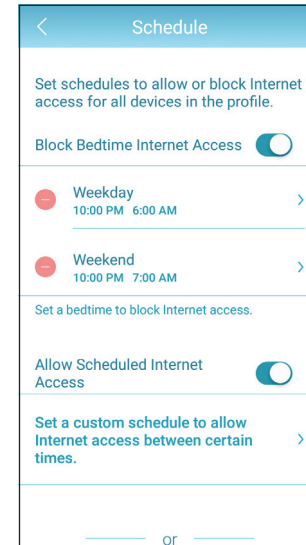 Schedule
Set schedules to allow or block Internet
access for all devices in the profile.
Block Bedtime Internet Access
Weekday
10:00 PM 6:00 AM
Weekend
10:00 PM 7:00 AM
Set a bedtime to block Internet access.
Allow Scheduled Internet
Access
Set a custom schedule to allow
Internet access between certain
times.
or